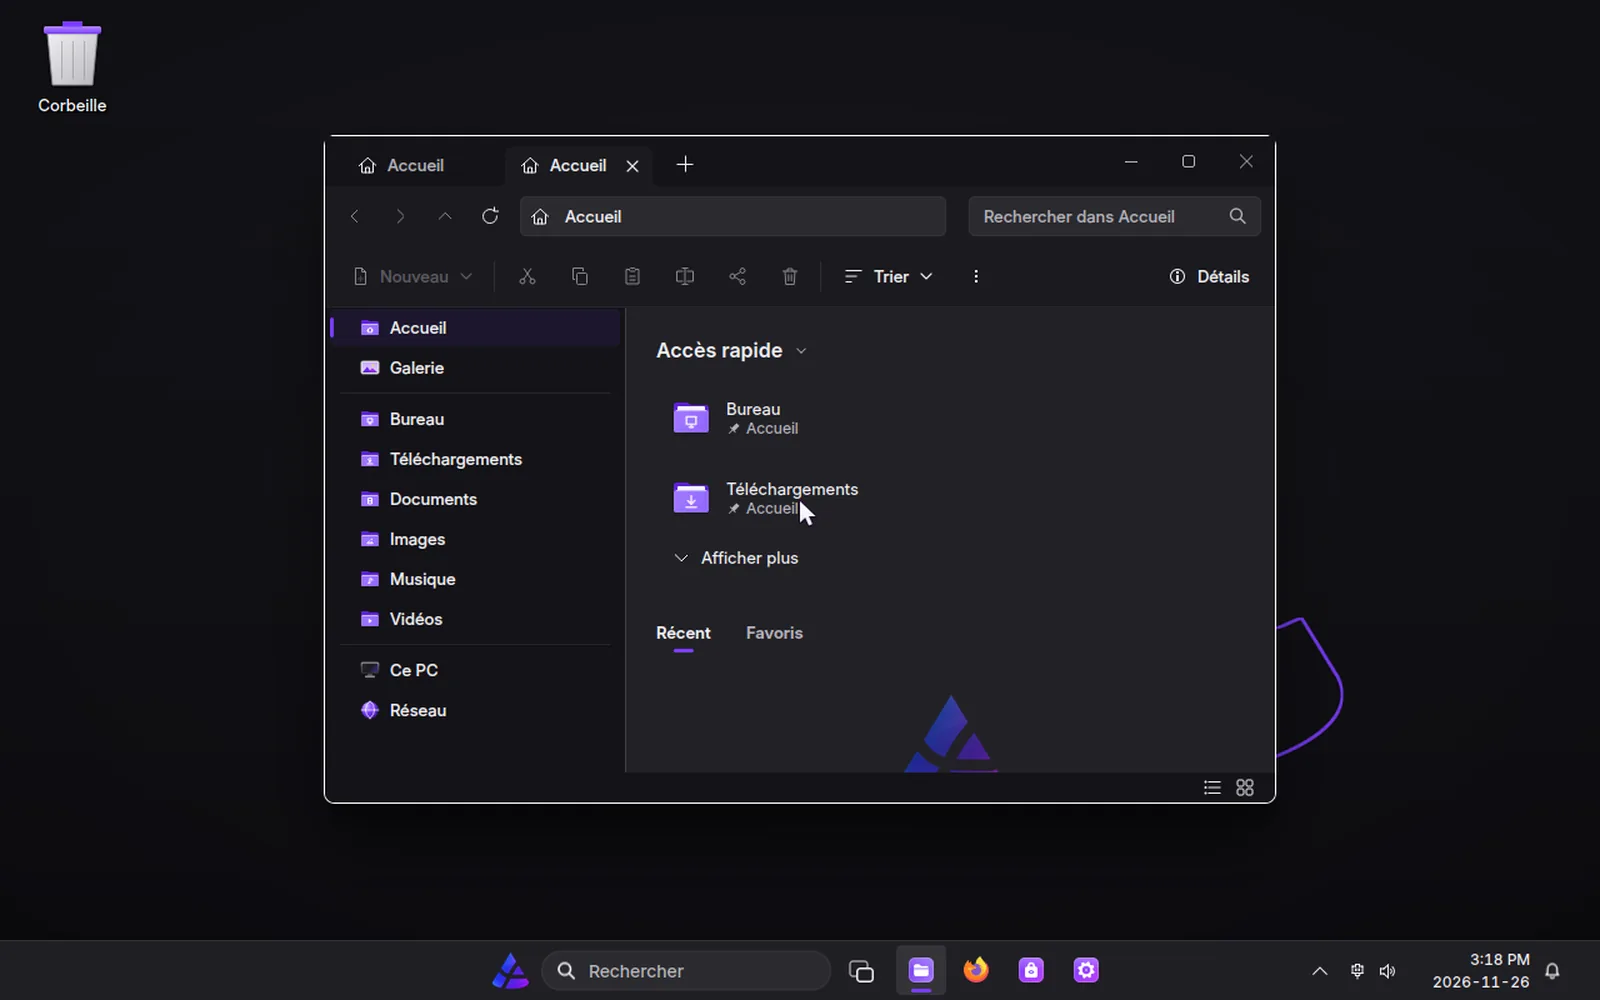 Corbeille
Accueil
Accueil
Accueil
Rechercher dans Accueil
Nouveau
Trier
Détails
Accueil
Galerie
Bureau
Téléchargements
Documents
Images
Musique
Vidéos
Ce PC
Réseau
Accès rapide
Bureau
Accueil
Téléchargements
Accueil
Afficher plus
Récent
Favoris
Rechercher
3:18 PM
2026-11-26